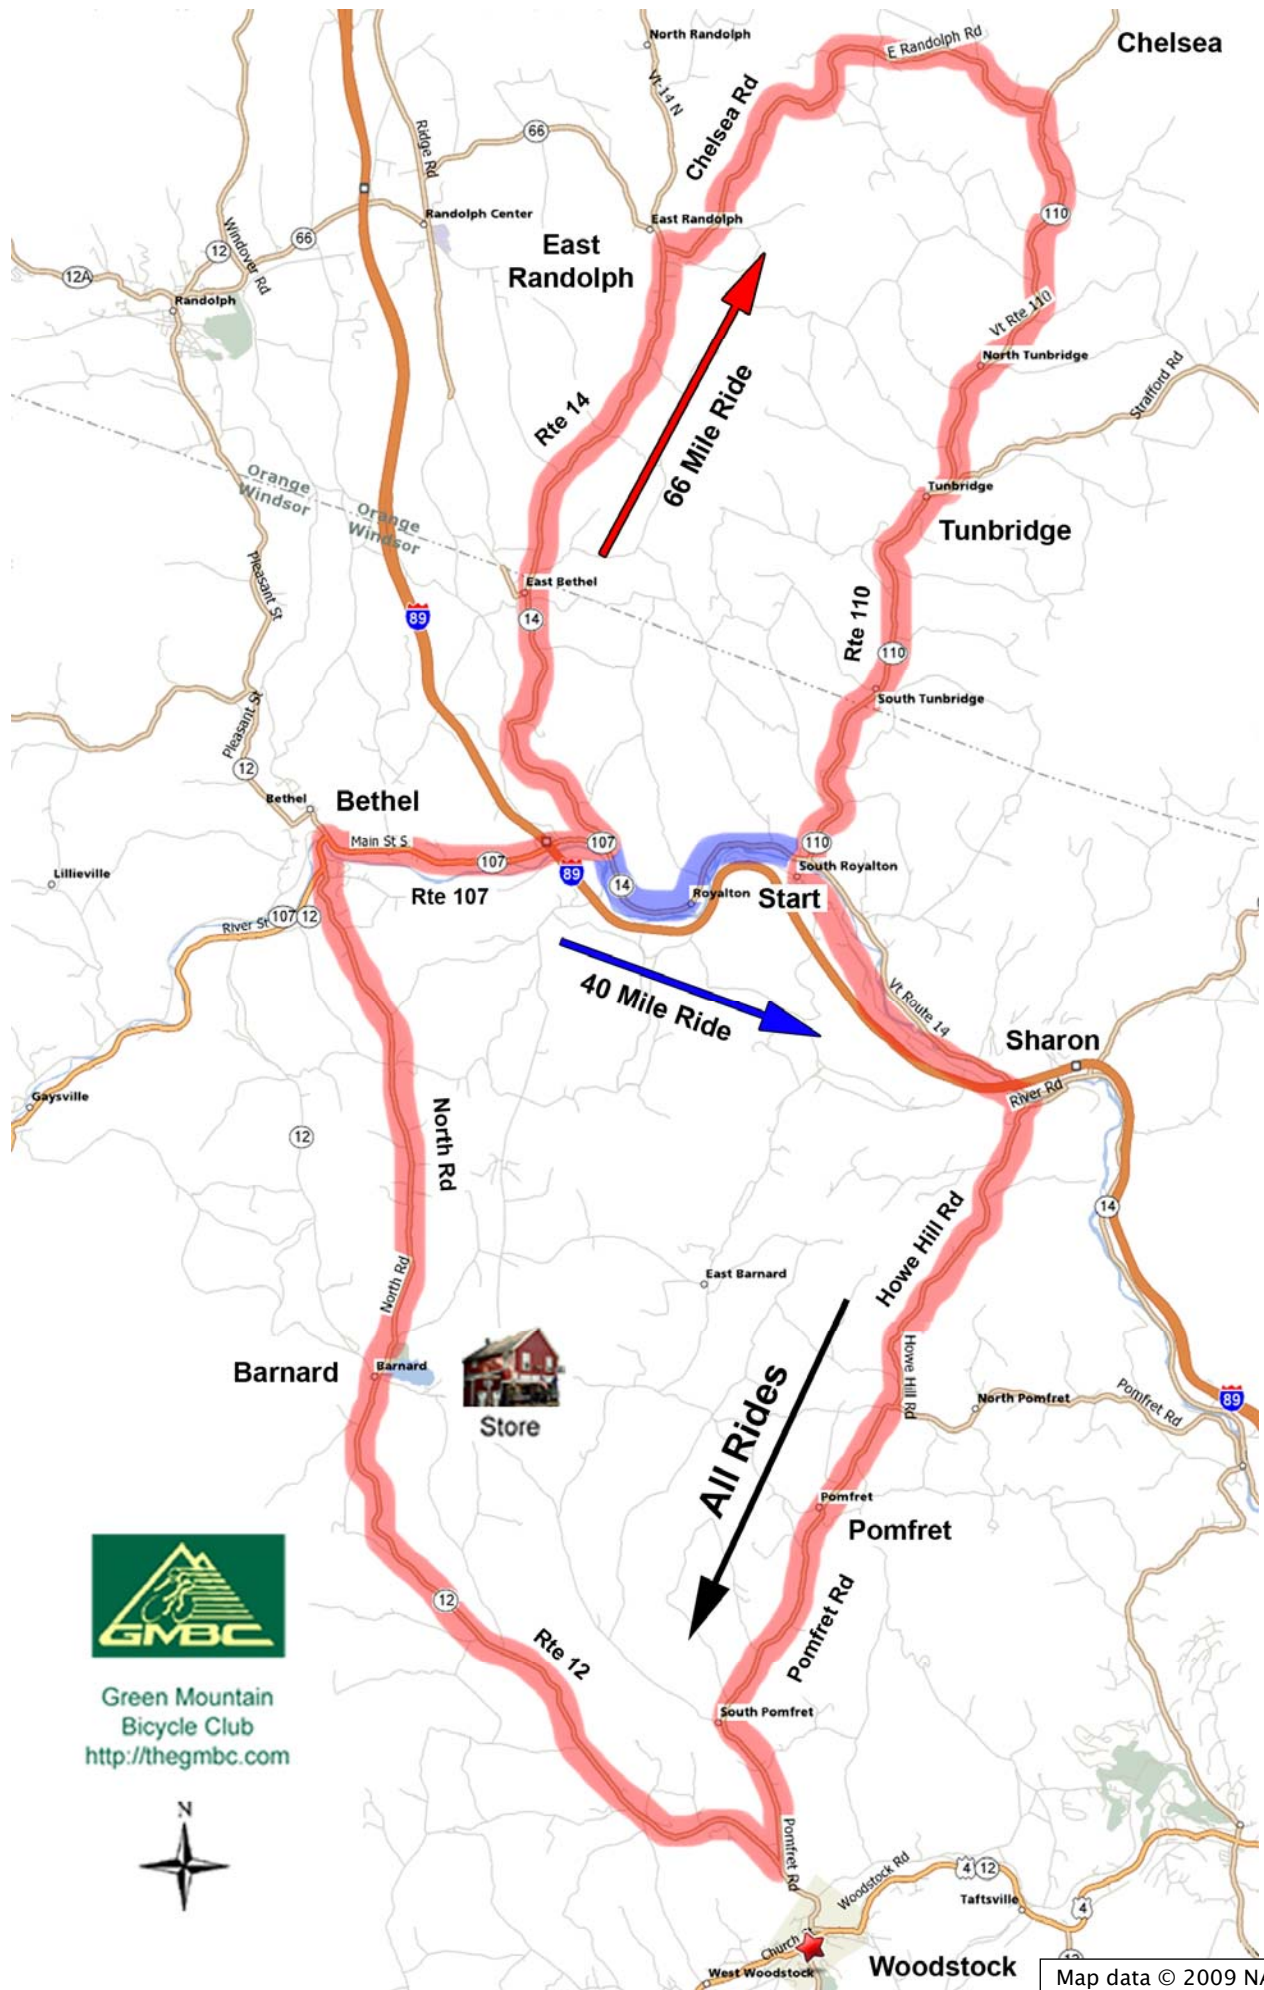 North Randolph
E Randolph Rd
Chelsea
Vt-14 N
Chelsea Rd
Ridge Rd
66
Randolph Center
East Randolph
110
12
Windover Rd
66
East
Randolph
12A
Randolph
Vt Rte 110
North Tunbridge
Strafford Rd
Rte 14
66 Mile Ride
Orange
Windsor
Orange
Windsor
Tunbridge
Tunbridge
Pleasant St
East Bethel
89
14
Rte 110
110
South Tunbridge
Pleasant St
12
Bethel
Bethel
Main St S
107
107
110
Lillieville
89
14
Royalton
South Royalton
Rte 107
Start
River St
107
12
40 Mile Ride
Vt Route 14
Sharon
River Rd
Gaysville
12
North Rd
14
Howe Hill Rd
North Rd
East Barnard
Barnard
Barnard
Store
Howe Hill Rd
All Rides
North Pomfret
Pomfret Rd
89
Pomfret
Pomfret
12
Rte 12
Pomfret Rd
GMBC
Green Mountain
Bicycle Club
http://thegmbc.com
South Pomfret
N
Pomfret Rd
Woodstock Rd
4
12
Taftsville
4
Church St
12
West Woodstock
Woodstock
Map data © 2009 NA